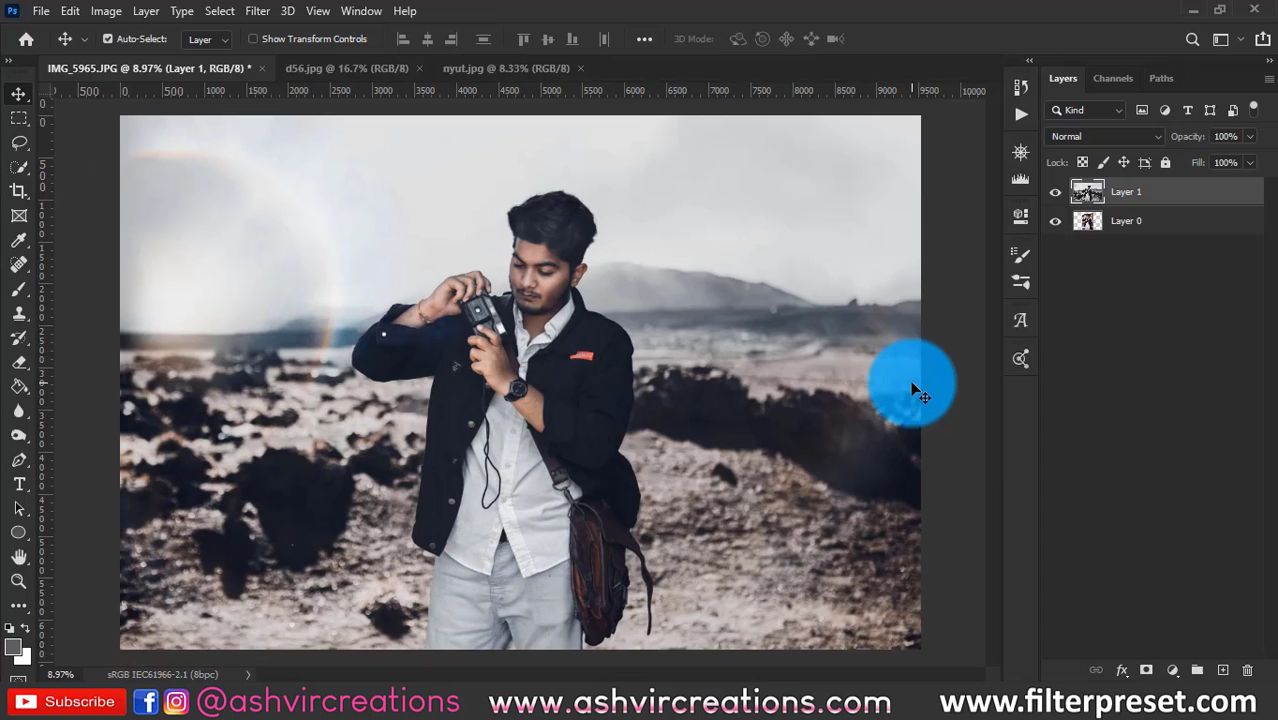 Ps File Edit Image Layer Type Select Filter 3D View Window Help
Auto-Select: Layer Show Transform Controls 3D Mode:
IMG_5965.JPG @ 8.97% (Layer 1, RGB/8) * d56.jpg @ 16.7% (RGB/8) nyut.jpg @ 8.33% (RGB/8)
500 0 500 1000 1500 2000 2500 3000 3500 4000 4500 5000 5500 6000 6500 7000 7500 8000 8500 9000 9500 10000
Layers Channels Paths
Kind
Normal Opacity: 100%
Lock: Fill: 100%
Layer 1
Layer 0
8.97% sRGB IEC61966-2.1 (8bpc)
Subscribe @ashvircreations www.ashvircreations.com www.filterpreset.com